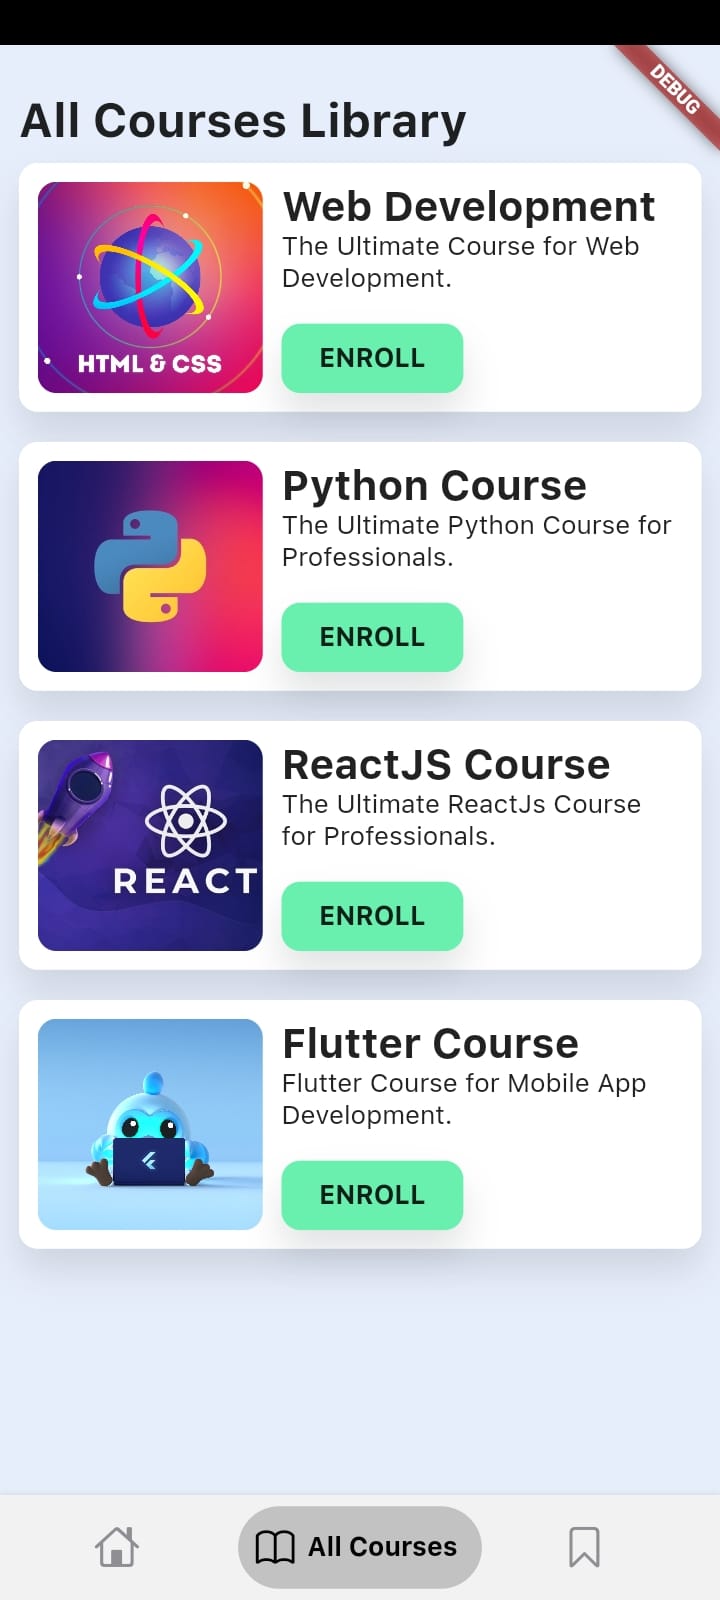 DEBUG
All Courses Library
HTML & CSS
Web Development
The Ultimate Course for Web
Development.
ENROLL
Python Course
The Ultimate Python Course for
Professionals.
ENROLL
REACT
ReactJS Course
The Ultimate ReactJs Course
for Professionals.
ENROLL
Flutter Course
Flutter Course for Mobile App
Development.
ENROLL
All Courses